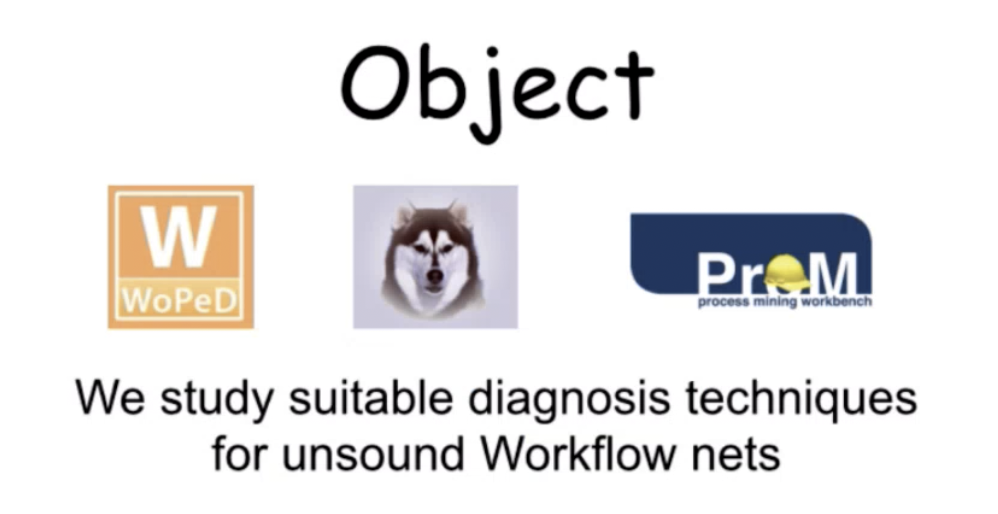 Object
W
WoPeD
ProM
process mining workbench
We study suitable diagnosis techniques
for unsound Workflow nets